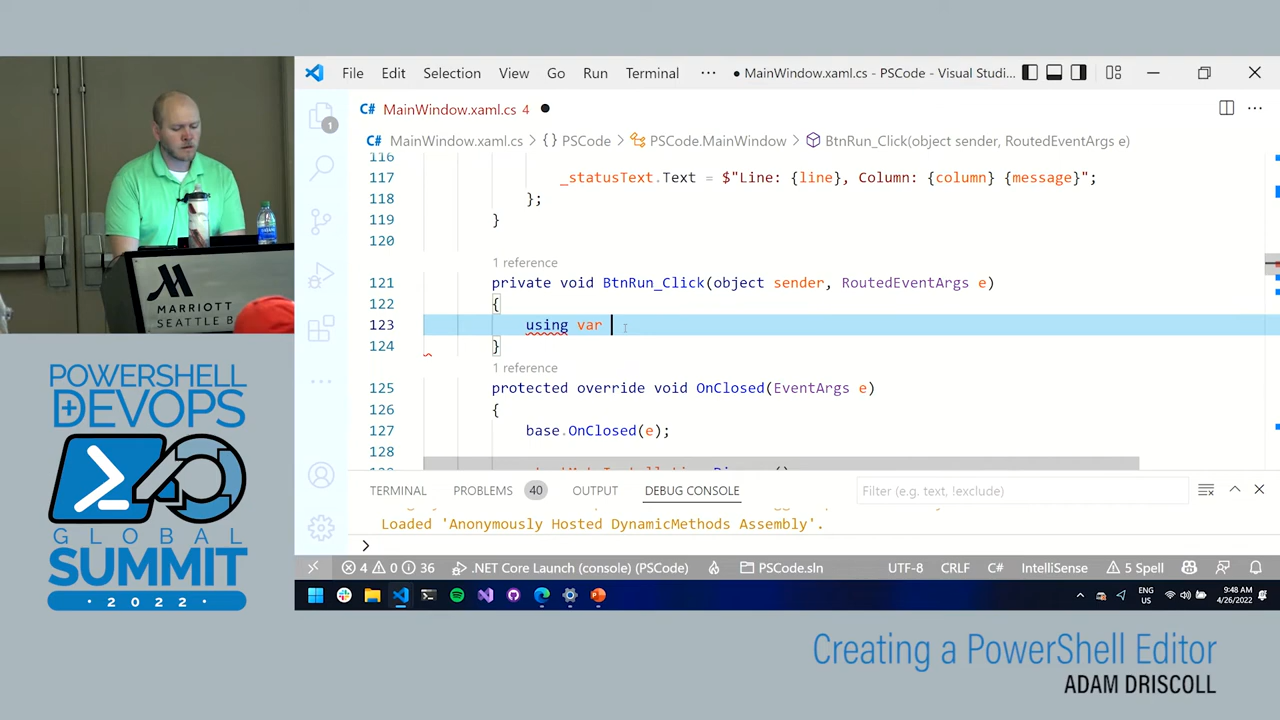 File Edit Selection View Go Run Terminal ··· ● MainWindow.xaml.cs - PSCode - Visual Studi...
C# MainWindow.xaml.cs 4 ●
1
C# MainWindow.xaml.cs > {} PSCode > PSCode.MainWindow > BtnRun_Click(object sender, RoutedEventArgs e)
116
117 _statusText.Text = $"Line: {line}, Column: {column} {message}";
118 };
119 }
120
1 reference
121 private void BtnRun_Click(object sender, RoutedEventArgs e)
122 {
123 using var
124 }
1 reference
125 protected override void OnClosed(EventArgs e)
126 {
127 base.OnClosed(e);
128
TERMINAL PROBLEMS 40 OUTPUT DEBUG CONSOLE Filter (e.g. text, !exclude)
Loaded 'Anonymously Hosted DynamicMethods Assembly'.
>
4 0 36 .NET Core Launch (console) (PSCode) PSCode.sln UTF-8 CRLF C# IntelliSense 5 Spell
ENG
US
9:48 AM
4/26/2022
MARRIOTT
SEATTLE B
POWERSHELL
+DEVOPS
GLOBAL
SUMMIT
· 2022 ·
Creating a PowerShell Editor
ADAM DRISCOLL